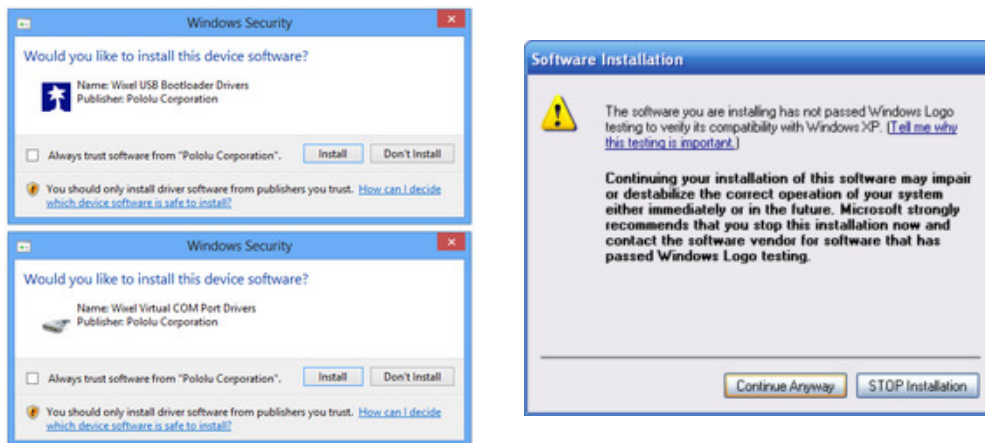 Windows Security
Would you like to install this device software?
Name: Wixel USB Bootloader Drivers
Publisher: Pololu Corporation
Always trust software from "Pololu Corporation".
Install
Don't Install
You should only install driver software from publishers you trust. How can I decide
which device software is safe to install?
Windows Security
Would you like to install this device software?
Name: Wixel Virtual COM Port Drivers
Publisher: Pololu Corporation
Always trust software from "Pololu Corporation".
Install
Don't Install
You should only install driver software from publishers you trust. How can I decide
which device software is safe to install?
Software Installation
The software you are installing has not passed Windows Logo
testing to verify its compatibility with Windows XP. (Tell me why
this testing is important.)
Continuing your installation of this software may impair
or destabilize the correct operation of your system
either immediately or in the future. Microsoft strongly
recommends that you stop this installation now and
contact the software vendor for software that has
passed Windows Logo testing.
Continue Anyway
STOP Installation